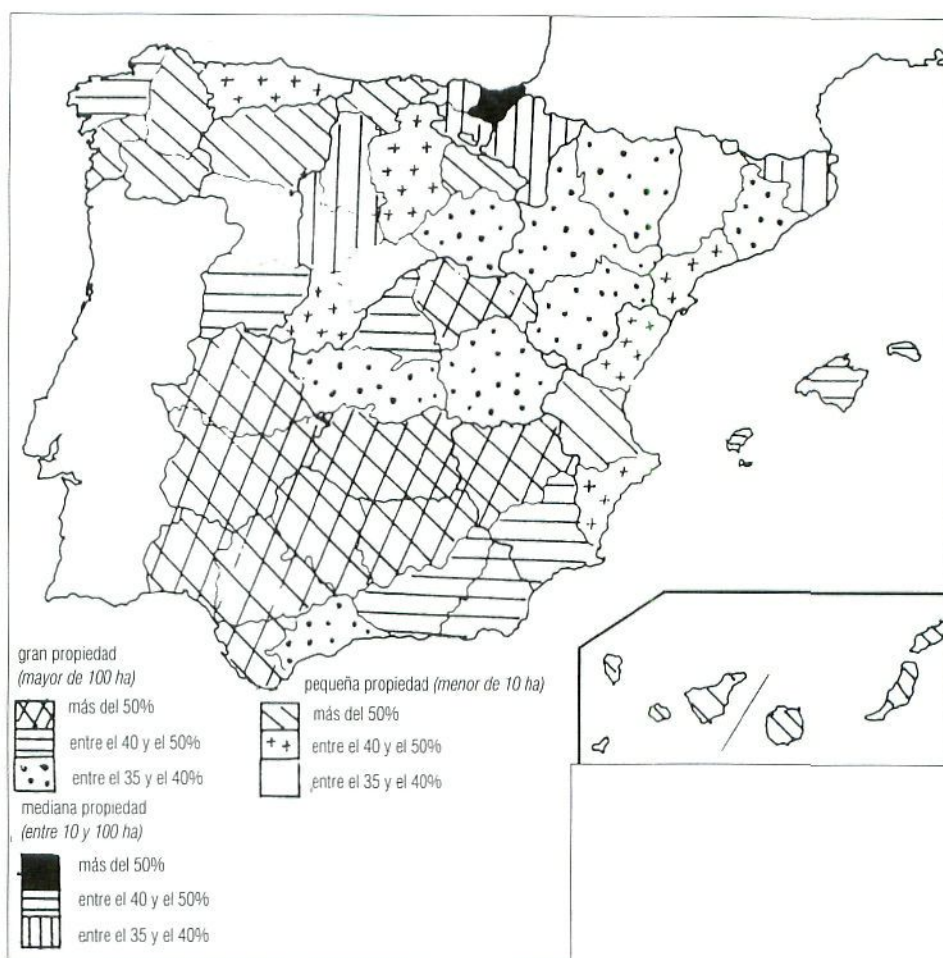 gran propiedad
(mayor de 100 ha)
más del 50%
entre el 40 y el 50%
entre el 35 y el 40%
mediana propiedad
(entre 10 y 100 ha)
más del 50%
entre el 40 y el 50%
entre el 35 y el 40%
pequeña propiedad (menor de 10 ha)
más del 50%
entre el 40 y el 50%
entre el 35 y el 40%